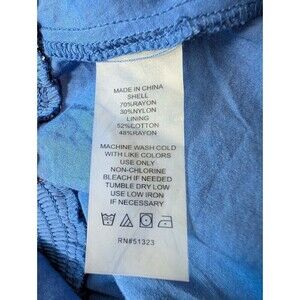 MADE IN CHINA
SHELL
70%RAYON
30%NYLON
LINING
52%COTTON
48%RAYON
MACHINE WASH COLD
WITH LIKE COLORS
USE ONLY
NON-CHLORINE
BLEACH IF NEEDED
TUMBLE DRY LOW
USE LOW IRON
IF NECESSARY
RN#51323